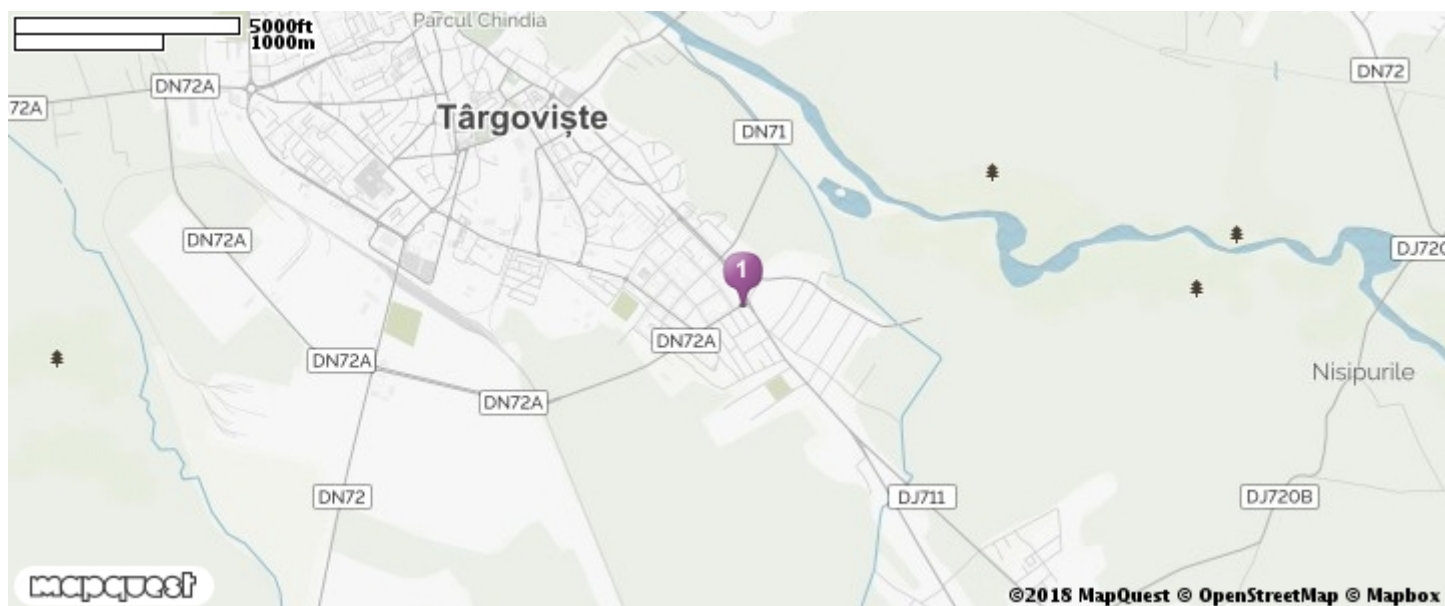 5000ft
1000m
Parcul Chindia
DN72A
72A
Târgoviște
DN71
DN72
DN72A
DJ720
1
DN72A
DN72A
Nisipurile
DN72A
DN72
DJ711
DJ720B
mapquest
©2018 MapQuest © OpenStreetMap © Mapbox